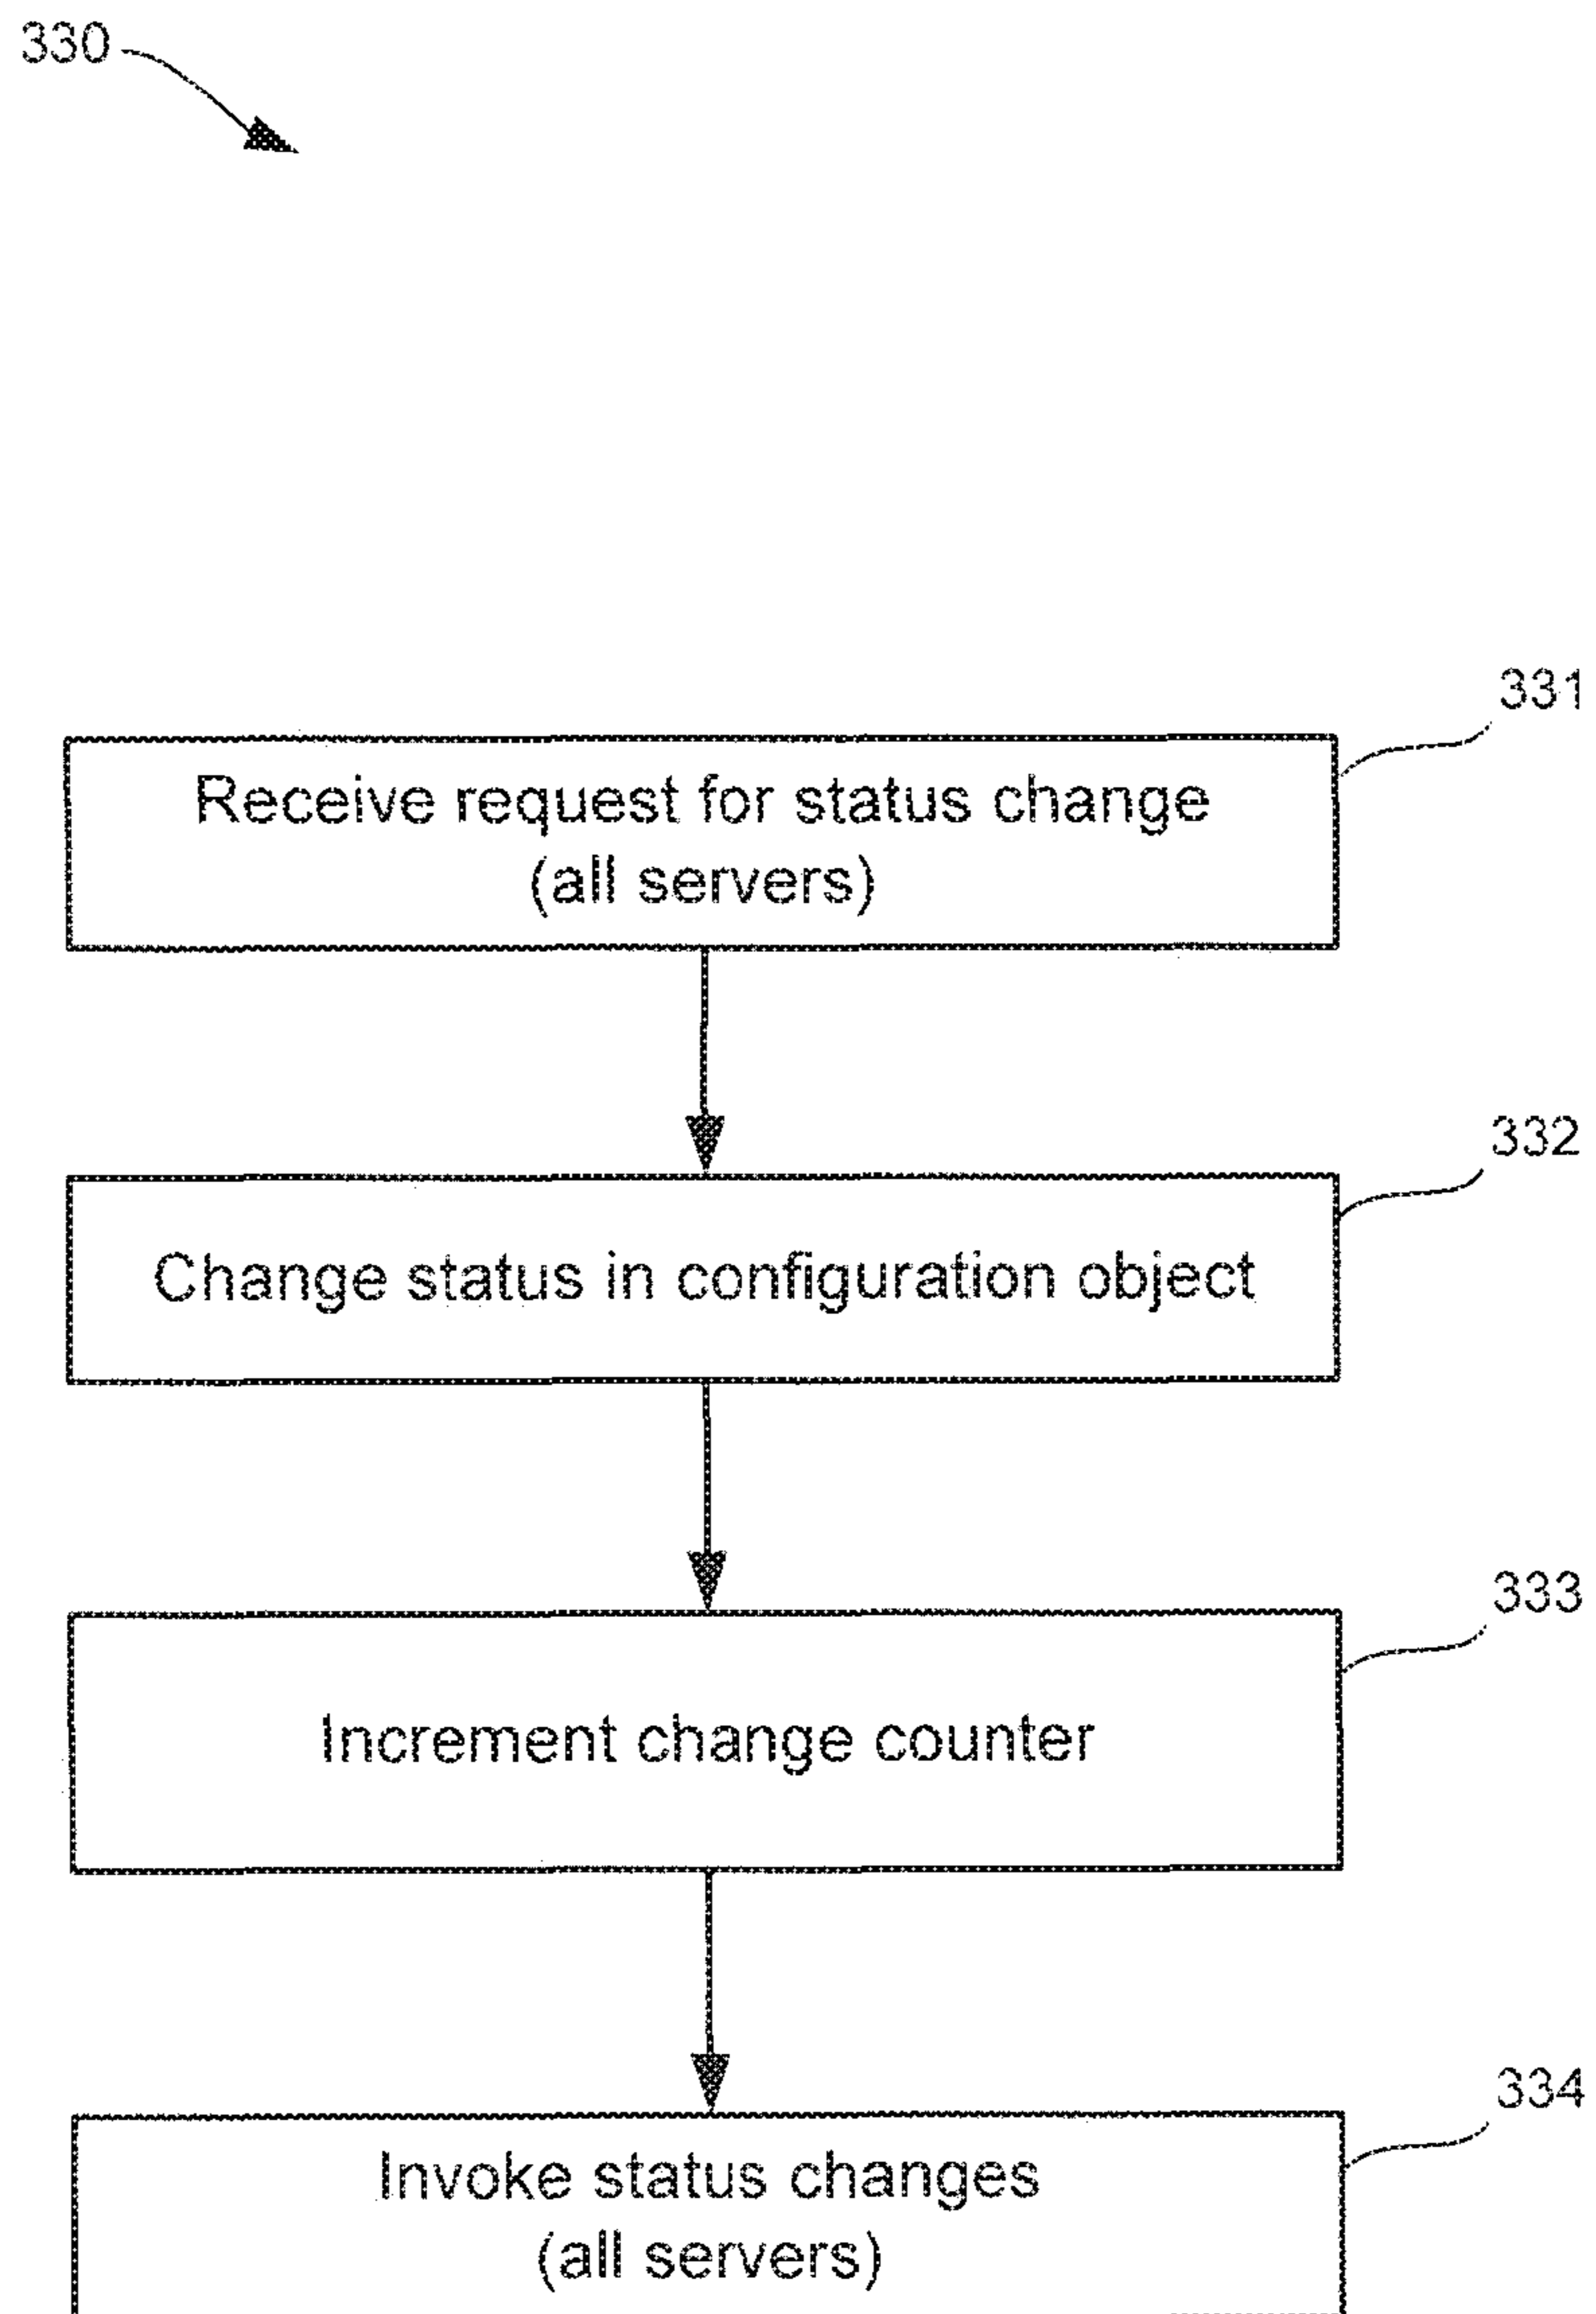 330
331
Receive request for status change
(all servers)
332
Change status in configuration object
333
Increment change counter
334
Invoke status changes
(all servers)